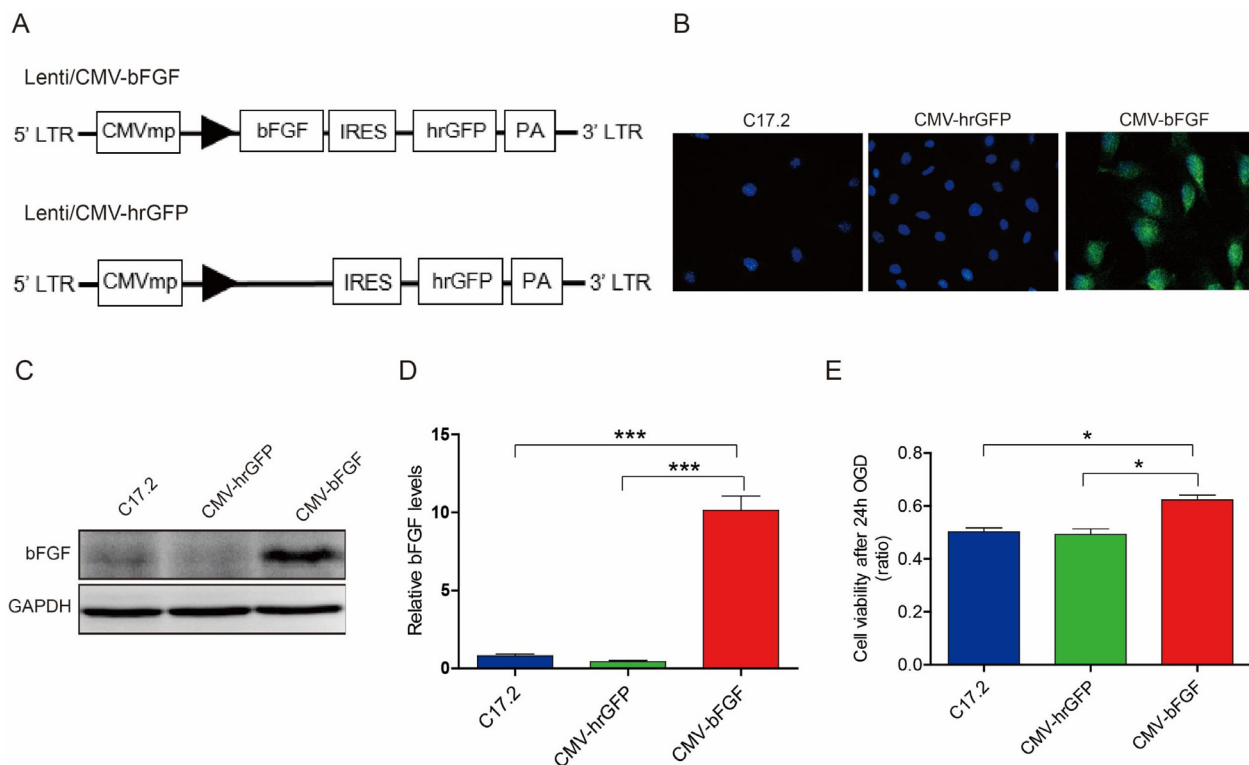 A
Lenti/CMV-bFGF
5' LTR CMVmp bFGF IRES hrGFP PA 3' LTR
Lenti/CMV-hrGFP
5' LTR CMVmp IRES hrGFP PA 3' LTR
B
C17.2 CMV-hrGFP CMV-bFGF
C
C17.2 CMV-hrGFP CMV-bFGF
bFGF
GAPDH
D
Relative bFGF levels
15
10
5
0
***
***
C17.2 CMV-hrGFP CMV-bFGF
E
Cell viability after 24h OGD
(ratio)
0.8
0.6
0.4
0.2
0.0
*
*
C17.2 CMV-hrGFP CMV-bFGF